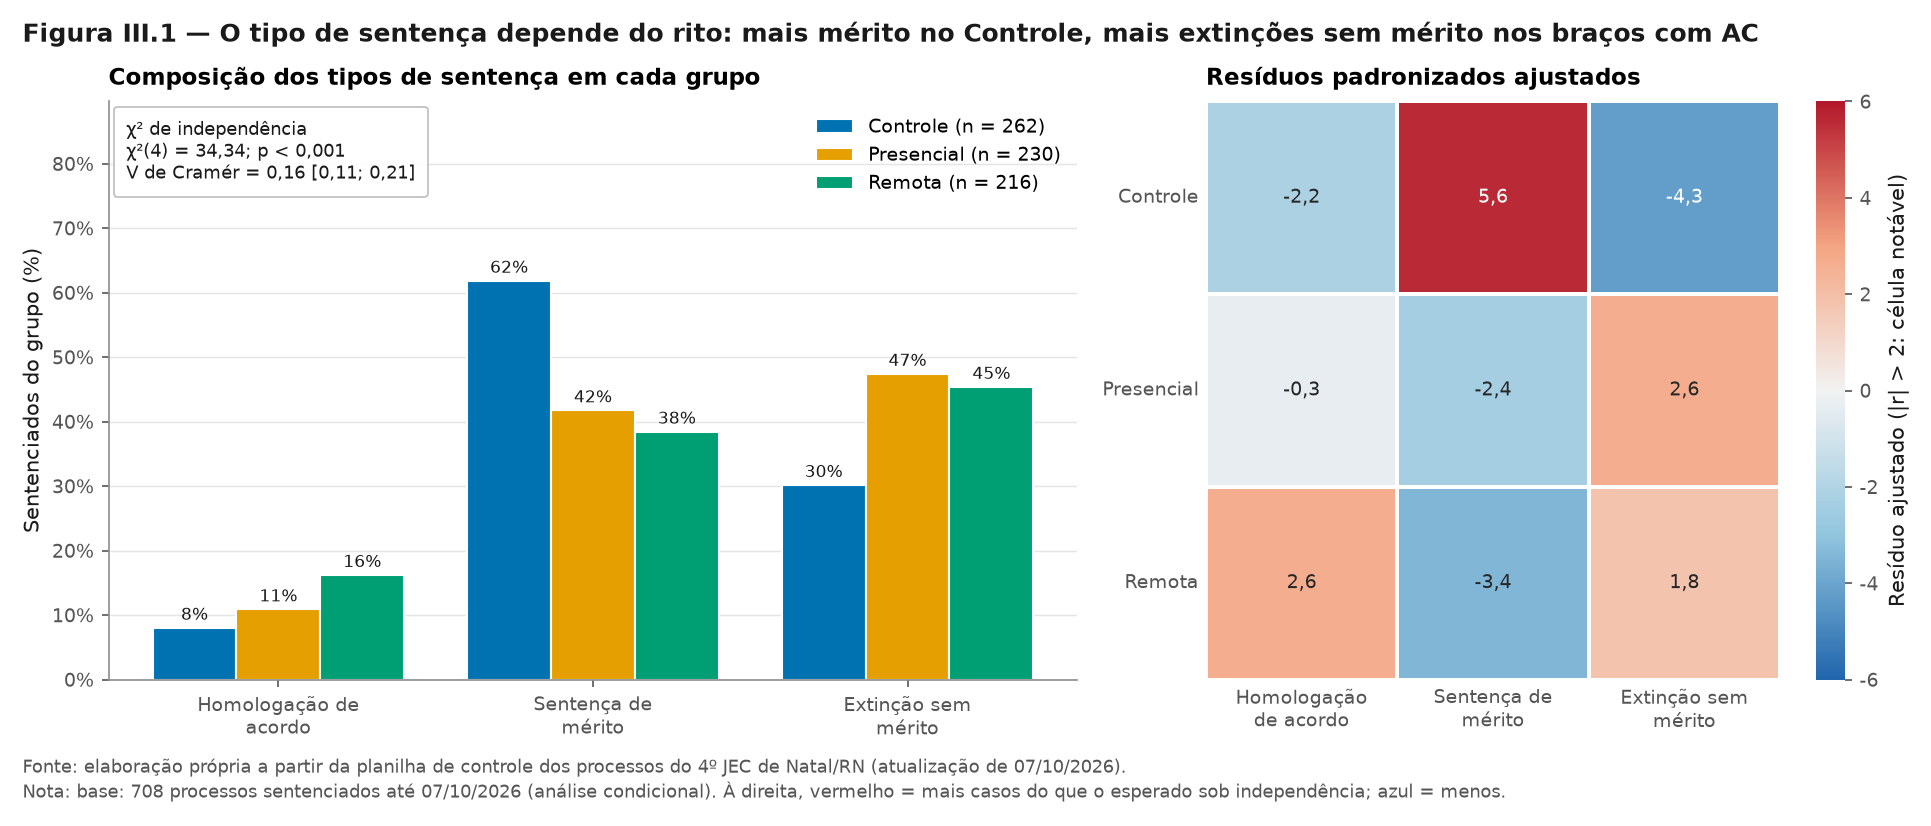 Figura III.1 — O tipo de sentença depende do rito: mais mérito no Controle, mais extinções sem mérito nos braços com AC
Composição dos tipos de sentença em cada grupo
χ² de independência
χ²(4) = 34,34; p < 0,001
V de Cramér = 0,16 [0,11; 0,21]
Controle (n = 262)
Presencial (n = 230)
Remota (n = 216)
Sentenciados do grupo (%)
80%
70%
60%
50%
40%
30%
20%
10%
0%
8%
11%
16%
62%
42%
38%
30%
47%
45%
Homologação de
acordo
Sentença de
mérito
Extinção sem
mérito
Resíduos padronizados ajustados
Controle
-2,2
5,6
-4,3
Presencial
-0,3
-2,4
2,6
Remota
2,6
-3,4
1,8
Homologação
de acordo
Sentença de
mérito
Extinção sem
mérito
6
4
2
0
-2
-4
-6
Resíduo ajustado (|r| > 2: célula notável)
Fonte: elaboração própria a partir da planilha de controle dos processos do 4º JEC de Natal/RN (atualização de 07/10/2026).
Nota: base: 708 processos sentenciados até 07/10/2026 (análise condicional). À direita, vermelho = mais casos do que o esperado sob independência; azul = menos.